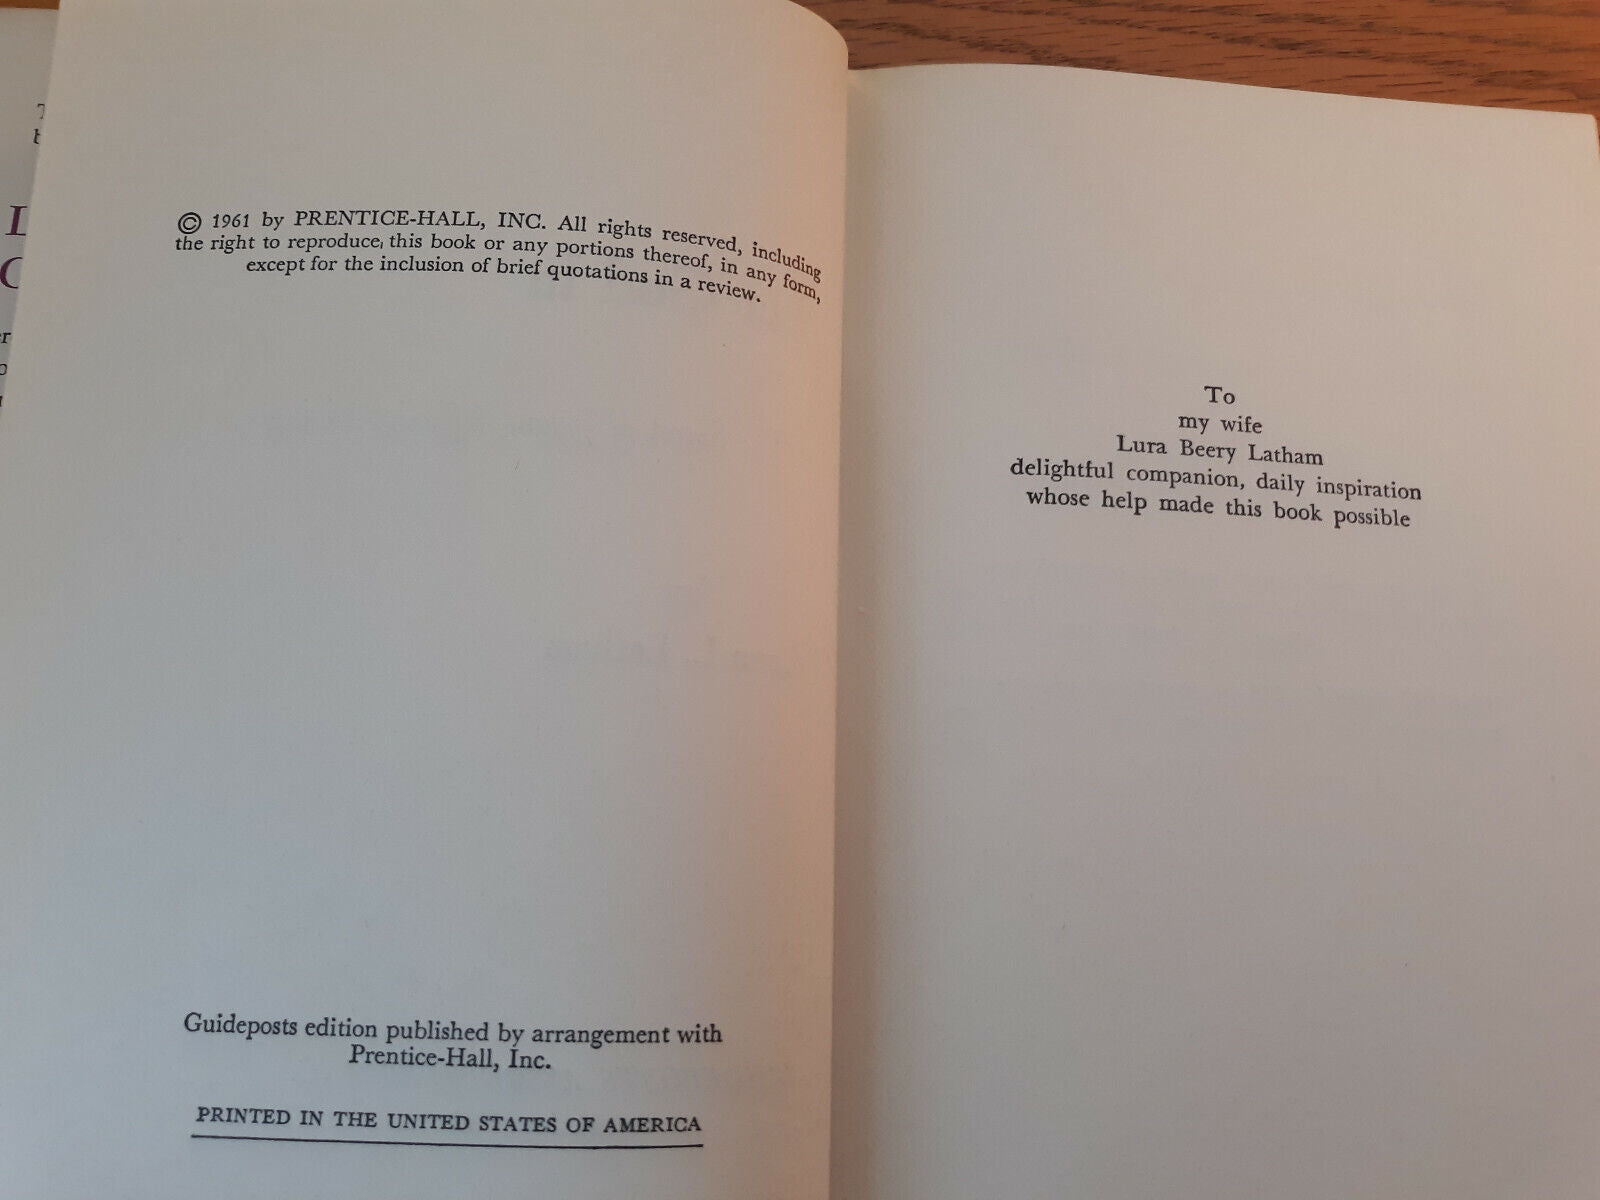 © 1961 by PRENTICE-HALL, INC. All rights reserved, including
the right to reproduce, this book or any portions thereof, in any form,
except for the inclusion of brief quotations in a review.
Guideposts edition published by arrangement with
Prentice-Hall, Inc.
PRINTED IN THE UNITED STATES OF AMERICA
To
my wife
Lura Beery Latham
delightful companion, daily inspiration
whose help made this book possible